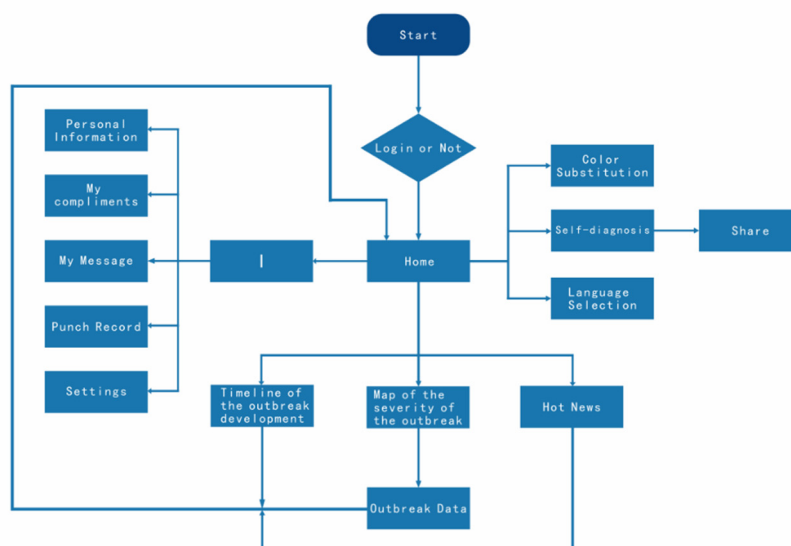 Start
Login or Not
Personal
Information
My
compliments
My Message
Punch Record
Settings
I
Home
Color
Substitution
Self-diagnosis
Share
Language
Selection
Timeline of
the outbreak
development
Map of the
severity of
the outbreak
Hot News
Outbreak Data